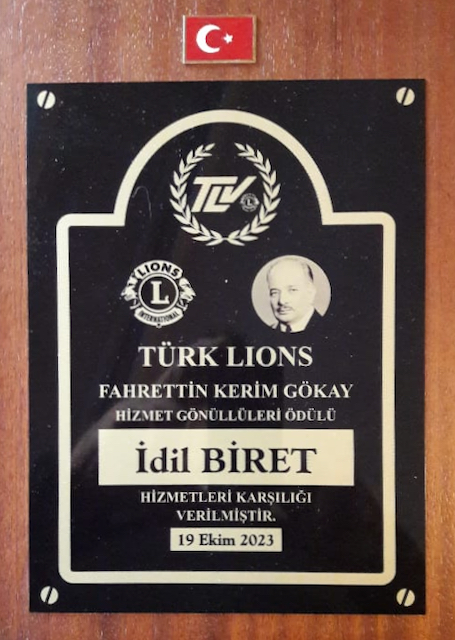 TLV
LIONS
L
INTERNATIONAL
TÜRK LIONS
FAHRETTİN KERİM GÖKAY
HİZMET GÖNÜLLÜLERİ ÖDÜLÜ
İdil BİRET
HİZMETLERİ KARŞILIĞI
VERİLMİŞTİR.
19 Ekim 2023